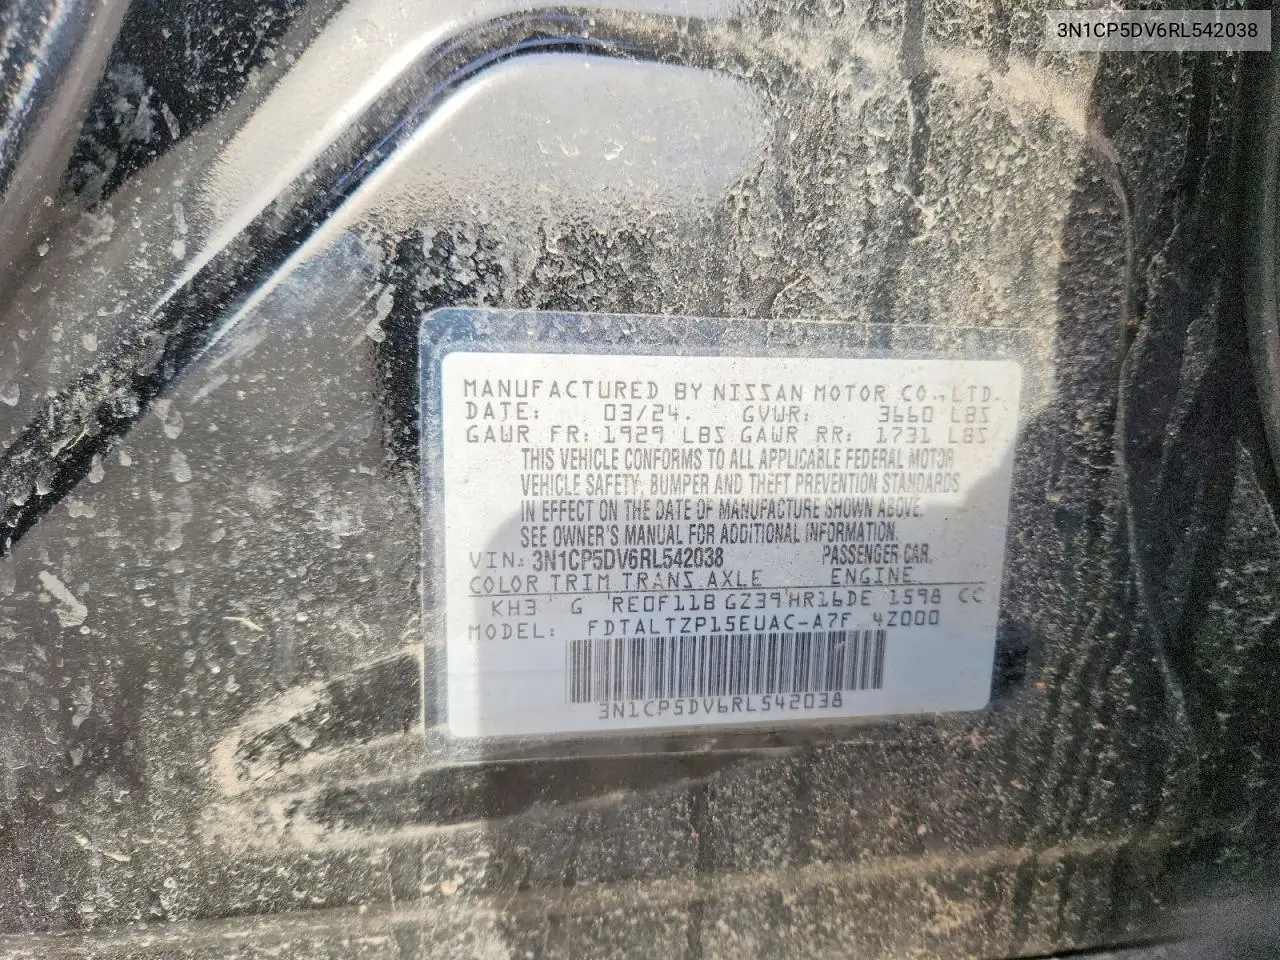 3N1CP5DV6RL542038
MANUFACTURED BY NISSAN MOTOR CO.,LTD.
DATE: 03/24. GVWR: 3660 LBS
GAWR FR: 1929 LBS GAWR RR: 1731 LBS
THIS VEHICLE CONFORMS TO ALL APPLICABLE FEDERAL MOTOR
VEHICLE SAFETY, BUMPER AND THEFT PREVENTION STANDARDS
IN EFFECT ON THE DATE OF MANUFACTURE SHOWN ABOVE.
SEE OWNER'S MANUAL FOR ADDITIONAL INFORMATION.
VIN: 3N1CP5DV6RL542038 PASSENGER CAR.
COLOR TRIM TRANS AXLE ENGINE
KH3 G RE0F11B GZ39 HR16DE 1598 CC
MODEL: FDTALTZP15EUAC-A7F 4Z000
3N1CP5DV6RL542038